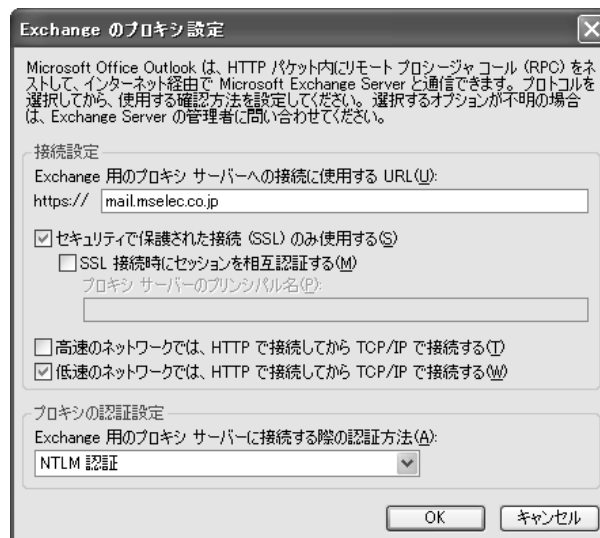 Exchange のプロキシ設定
Microsoft Office Outlook は、HTTP パケット内にリモート プロシージャ コール (RPC) をネ
ストして、インターネット経由で Microsoft Exchange Server と通信できます。プロトコルを
選択してから、使用する確認方法を設定してください。選択するオプションが不明の場合
は、Exchange Server の管理者に問い合わせてください。
接続設定
Exchange 用のプロキシ サーバーへの接続に使用する URL(U):
https:// mail.mselec.co.jp
セキュリティで保護された接続 (SSL) のみ使用する(S)
SSL 接続時にセッションを相互認証する(M)
プロキシ サーバーのプリンシパル名(P):
高速のネットワークでは、HTTP で接続してから TCP/IP で接続する(T)
低速のネットワークでは、HTTP で接続してから TCP/IP で接続する(W)
プロキシの認証設定
Exchange 用のプロキシ サーバーに接続する際の認証方法(A):
NTLM 認証
OK キャンセル